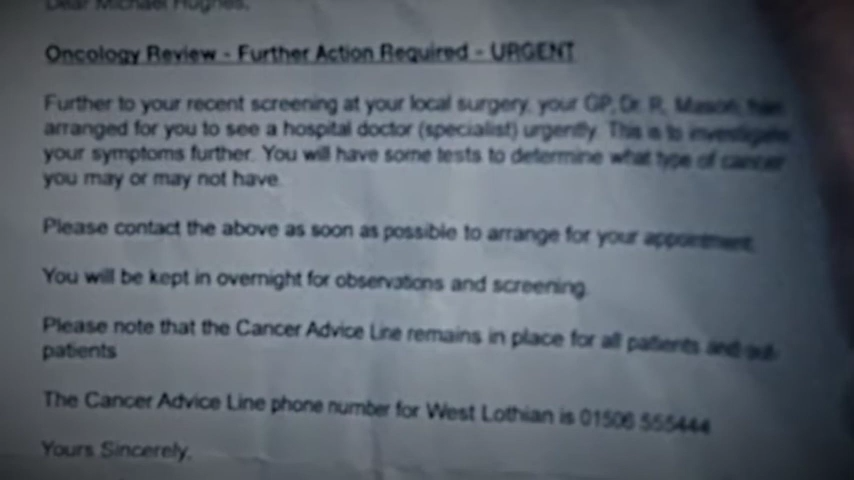 Dear Michael Hughes,
Oncology Review - Further Action Required - URGENT
Further to your recent screening at your local surgery, your GP, Dr. R. Mason, has
arranged for you to see a hospital doctor (specialist) urgently. This is to investigate
your symptoms further. You will have some tests to determine what type of cancer
you may or may not have.
Please contact the above as soon as possible to arrange for your appointment.
You will be kept in overnight for observations and screening.
Please note that the Cancer Advice Line remains in place for all patients and out-
patients
The Cancer Advice Line phone number for West Lothian is 01506 555444
Yours Sincerely,